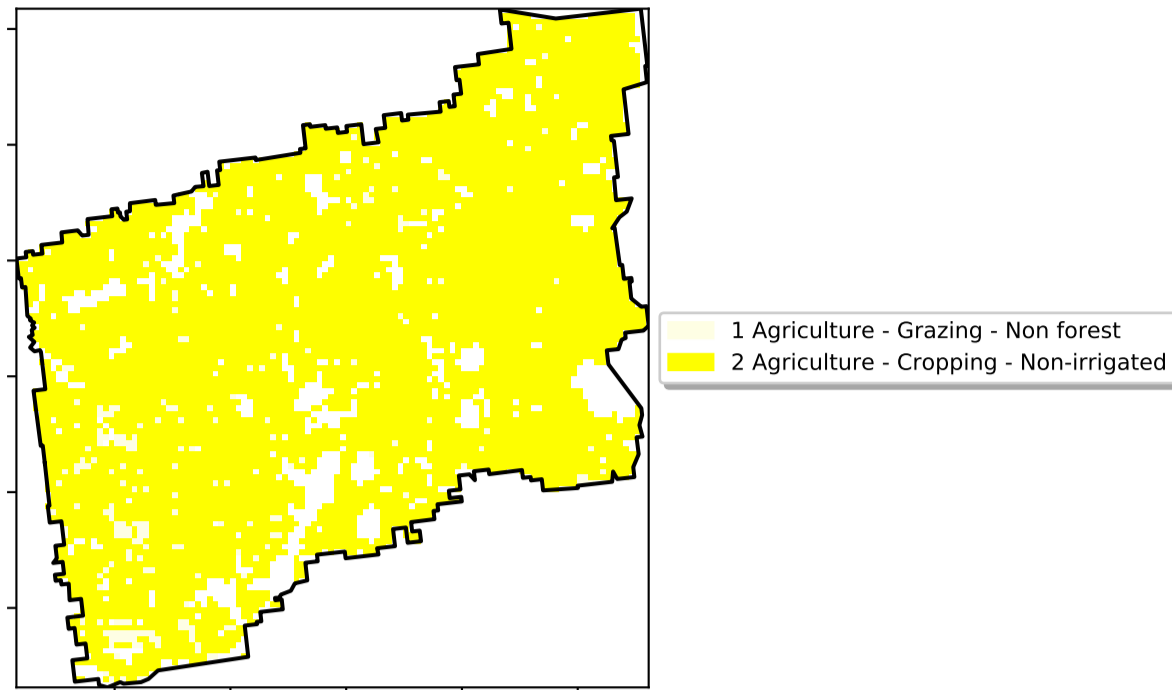 1 Agriculture - Grazing - Non forest
2 Agriculture - Cropping - Non-irrigated